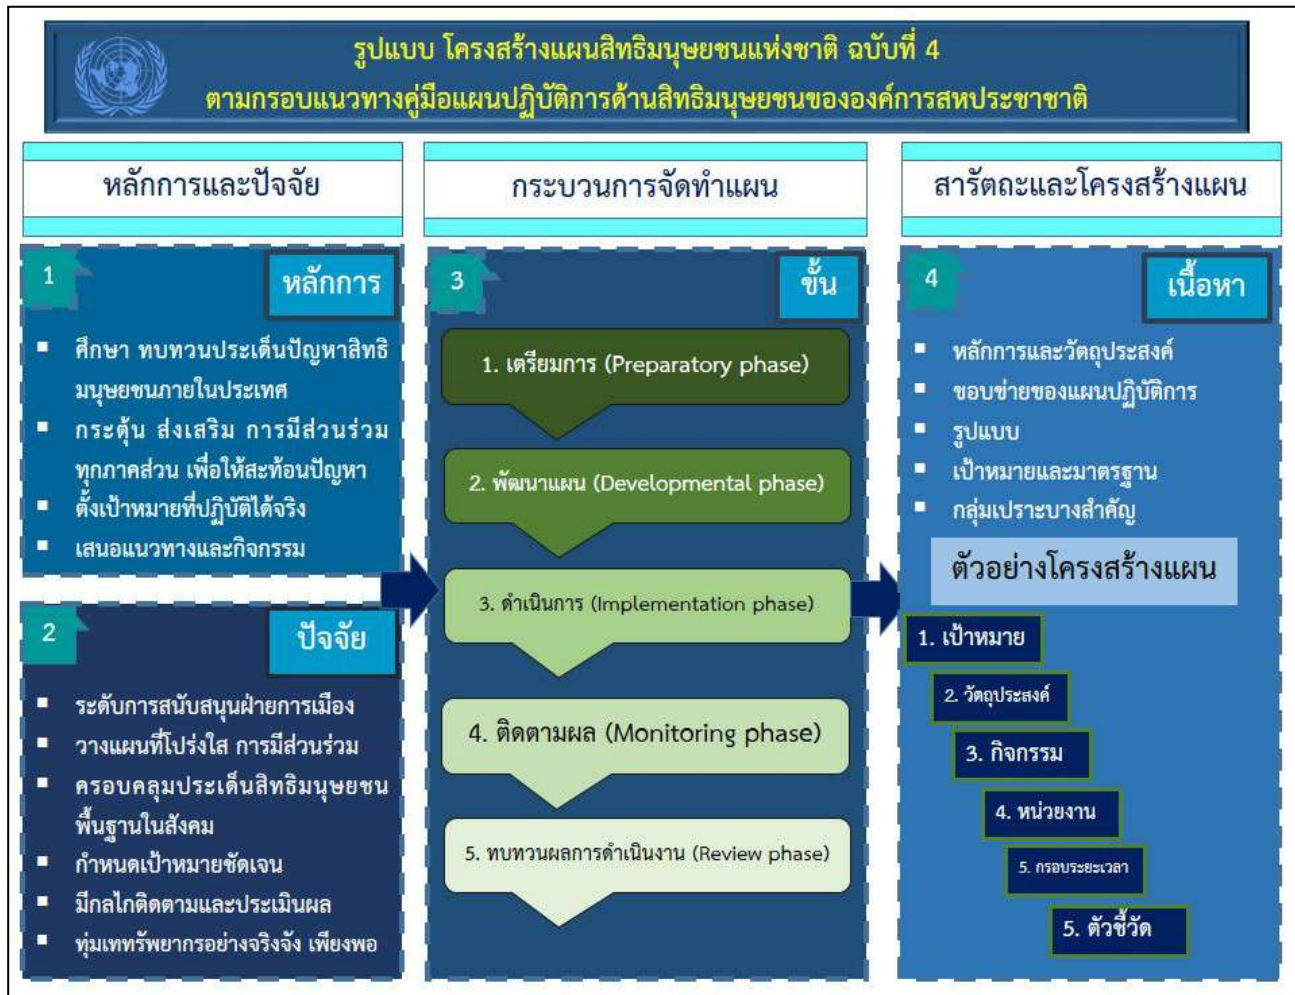 รูปแบบ โครงสร้างแผนสิทธิมนุษยชนแห่งชาติ ฉบับที่ 4
ตามกรอบแนวทางคู่มือแผนปฏิบัติการด้านสิทธิมนุษยชนขององค์การสหประชาชาติ
หลักการและปัจจัย
1
หลักการ
ศึกษา ทบทวนประเด็นปัญหาสิทธิ
มนุษยชนภายในประเทศ
กระตุ้น ส่งเสริม การมีส่วนร่วม
ทุกภาคส่วน เพื่อให้สะท้อนปัญหา
ตั้งเป้าหมายที่ปฏิบัติได้จริง
เสนอแนวทางและกิจกรรม
2
ปัจจัย
ระดับการสนับสนุนฝ่ายการเมือง
วางแผนที่โปร่งใส การมีส่วนร่วม
ครอบคลุมประเด็นสิทธิมนุษยชน
พื้นฐานในสังคม
กำหนดเป้าหมายชัดเจน
มีกลไกติดตามและประเมินผล
ทุ่มเททรัพยากรอย่างจริงจัง เพียงพอ
กระบวนการจัดทำแผน
3
ขั้น
1. เตรียมการ (Preparatory phase)
2. พัฒนาแผน (Developmental phase)
3. ดำเนินการ (Implementation phase)
4. ติดตามผล (Monitoring phase)
5. ทบทวนผลการดำเนินงาน (Review phase)
สารัตถะและโครงสร้างแผน
4
เนื้อหา
หลักการและวัตถุประสงค์
ขอบข่ายของแผนปฏิบัติการ
รูปแบบ
เป้าหมายและมาตรฐาน
กลุ่มเปราะบางสำคัญ
ตัวอย่างโครงสร้างแผน
1. เป้าหมาย
2. วัตถุประสงค์
3. กิจกรรม
4. หน่วยงาน
5. กรอบระยะเวลา
5. ตัวชี้วัด